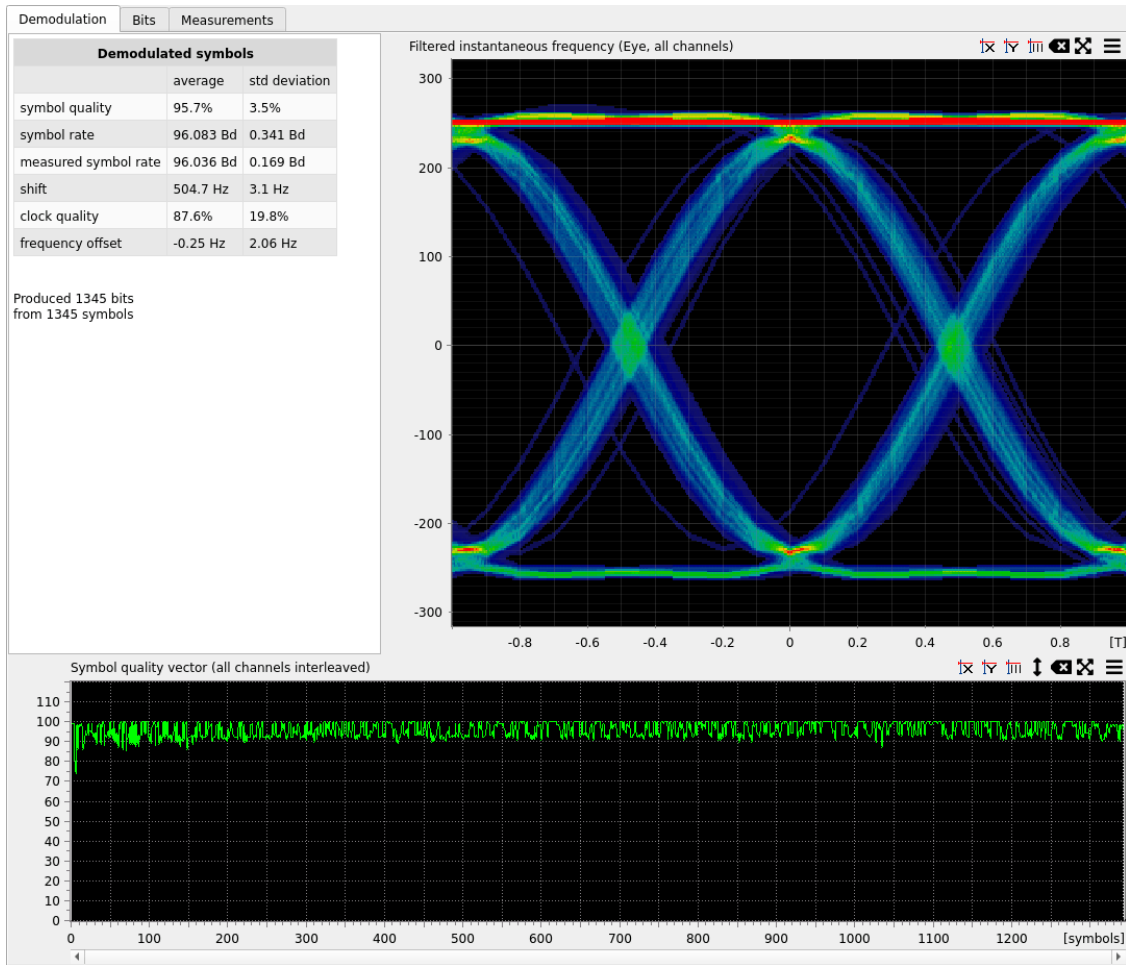 Demodulation Bits Measurements
Demodulated symbols
average std deviation
symbol quality 95.7% 3.5%
symbol rate 96.083 Bd 0.341 Bd
measured symbol rate 96.036 Bd 0.169 Bd
shift 504.7 Hz 3.1 Hz
clock quality 87.6% 19.8%
frequency offset -0.25 Hz 2.06 Hz
Produced 1345 bits
from 1345 symbols
Filtered instantaneous frequency (Eye, all channels)
300
200
100
0
-100
-200
-300
-0.8 -0.6 -0.4 -0.2 0 0.2 0.4 0.6 0.8 [T]
Symbol quality vector (all channels interleaved)
110
100
90
80
70
60
50
40
30
20
10
0
0 100 200 300 400 500 600 700 800 900 1000 1100 1200 [symbols]